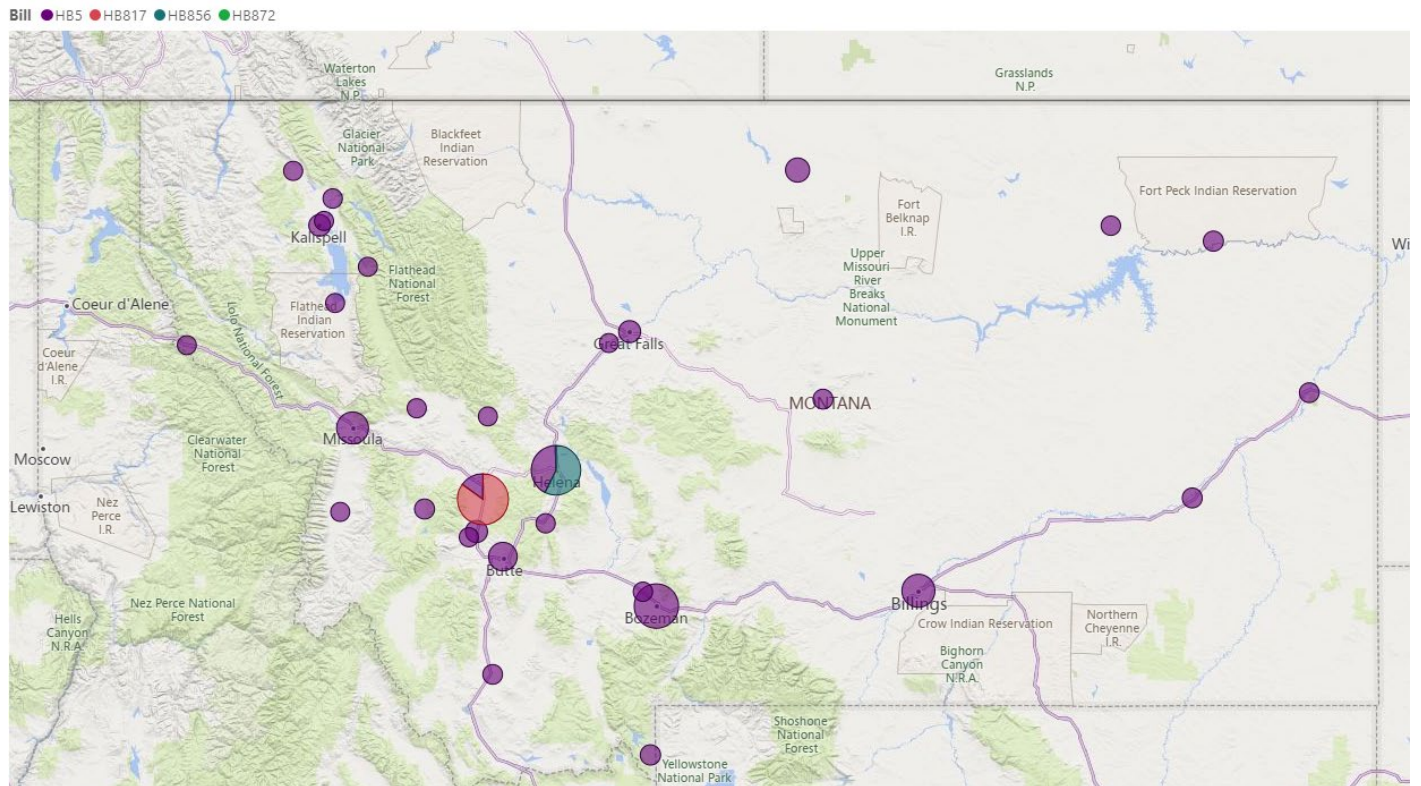 Bill HB5 HB817 HB856 HB872
Waterton
Lakes
N.P.
Grasslands
N.P.
Glacier
National
Park
Blackfeet
Indian
Reservation
Fort Peck Indian Reservation
Fort
Belknap
I.R.
Kalispell
Wi
Flathead
National
Forest
Upper
Missouri
River
Breaks
National
Monument
Coeur d'Alene
Lolo National Forest
Flathead
Indian
Reservation
Great Falls
Coeur
d'Alene
I.R.
MONTANA
Missoula
Clearwater
National
Forest
Moscow
Helena
Lewiston
Nez
Perce
I.R.
Butte
Nez Perce National
Forest
Billings
Bozeman
Hells
Canyon
N.R.A.
Crow Indian Reservation
Northern
Cheyenne
I.R.
Bighorn
Canyon
N.R.A.
Shoshone
National
Forest
Yellowstone
National Park